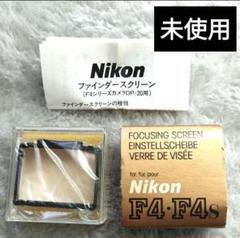 未使用
Nikon
ファインダースクリーン
(F4シリーズカメラDP-20用)
ファインダースクリーンの種類
FOCUSING SCREEN
EINSTELLSCHEIBE
VERRE DE VISÉE
for für pour
Nikon
F4・F4s